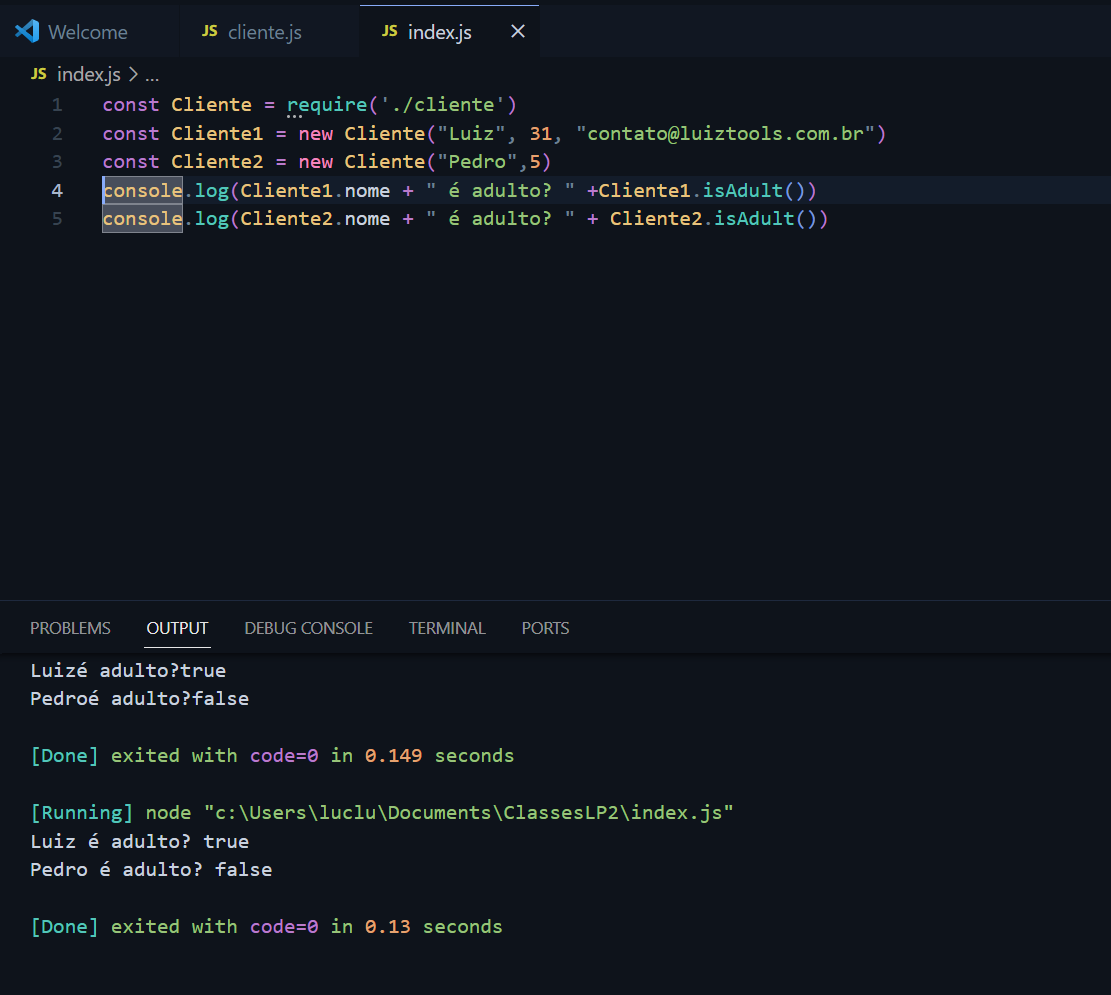 Welcome JS cliente.js JS index.js ×
JS index.js > ...
1 const Cliente = require('./cliente')
2 const Cliente1 = new Cliente("Luiz", 31, "contato@luiztools.com.br")
3 const Cliente2 = new Cliente("Pedro",5)
4 console.log(Cliente1.nome + " é adulto? " +Cliente1.isAdult())
5 console.log(Cliente2.nome + " é adulto? " + Cliente2.isAdult())
PROBLEMS OUTPUT DEBUG CONSOLE TERMINAL PORTS
Luizé adulto?true
Pedroé adulto?false
[Done] exited with code=0 in 0.149 seconds
[Running] node "c:\Users\luclu\Documents\ClassesLP2\index.js"
Luiz é adulto? true
Pedro é adulto? false
[Done] exited with code=0 in 0.13 seconds